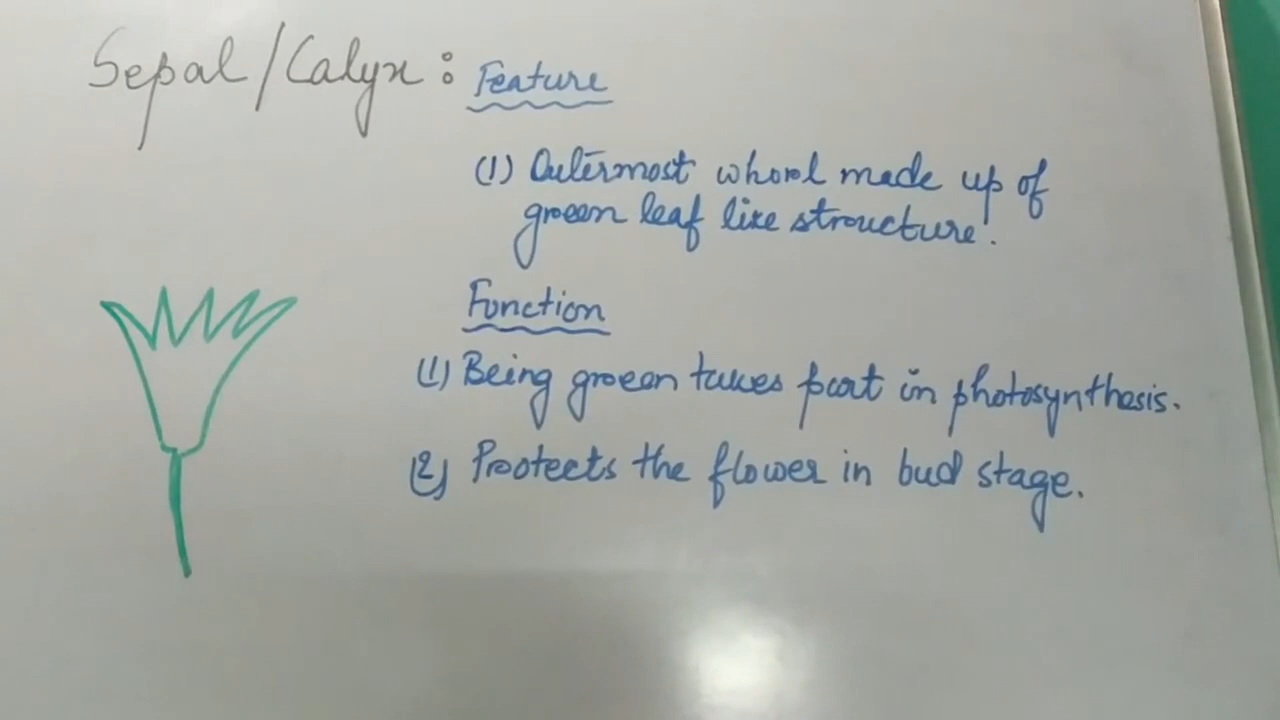 Sepal/Calyx : Feature
(1) Outermost whorl made up of
green leaf like structure.
Function
(1) Being green takes part in photosynthesis.
(2) Protects the flower in bud stage.